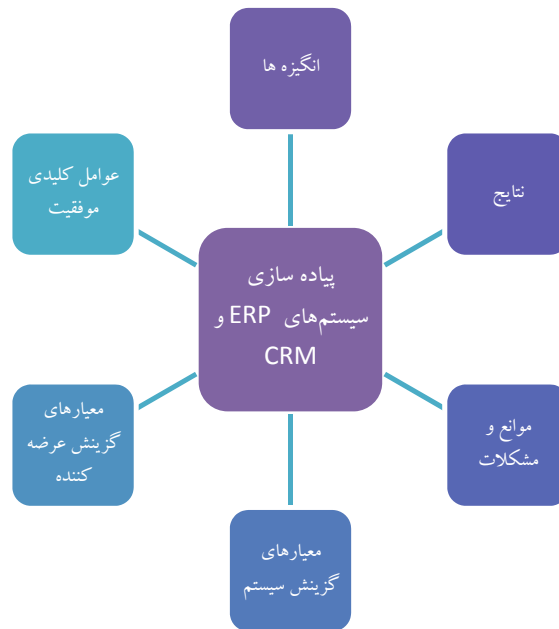 انگیزه ها
نتایج
عوامل کلیدی
موفقیت
پیاده سازی
سیستم‌های ERP و
CRM
موانع و
مشکلات
معیارهای
گزینش عرضه
کننده
معیارهای
گزینش سیستم